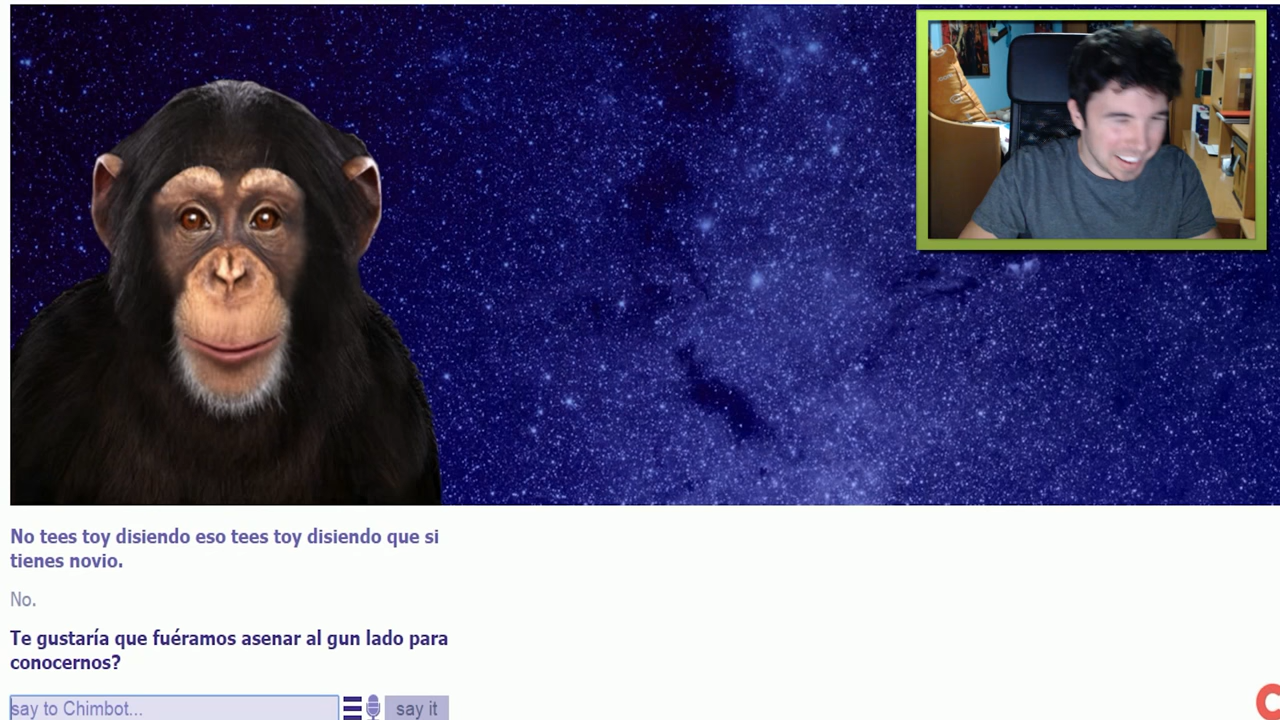 No tees toy disiendo eso tees toy disiendo que si
tienes novio.
No.
Te gustaría que fuéramos asenar al gun lado para
conocernos?
say to Chimbot... say it